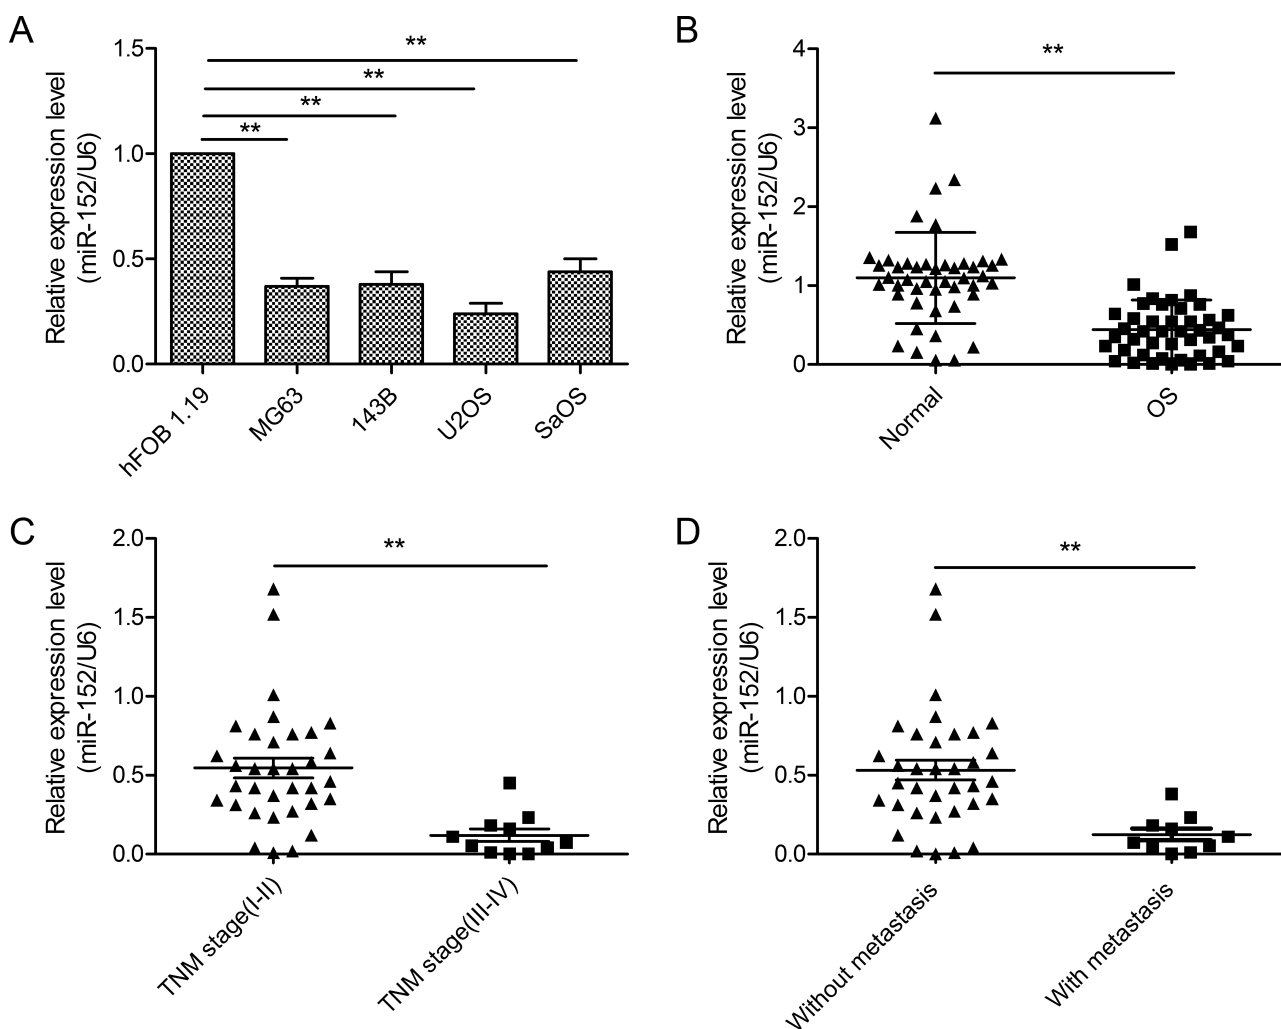 A
Relative expression level
(miR-152/U6)
1.5
1.0
0.5
0.0
**
**
**
**
hFOB 1.19
MG63
143B
U2OS
SaOS
B
Relative expression level
(miR-152/U6)
4
3
2
1
0
**
Normal
OS
C
Relative expression level
(miR-152/U6)
2.0
1.5
1.0
0.5
0.0
**
TNM stage(I-II)
TNM stage(III-IV)
D
Relative expression level
(miR-152/U6)
2.0
1.5
1.0
0.5
0.0
**
Without metastasis
With metastasis